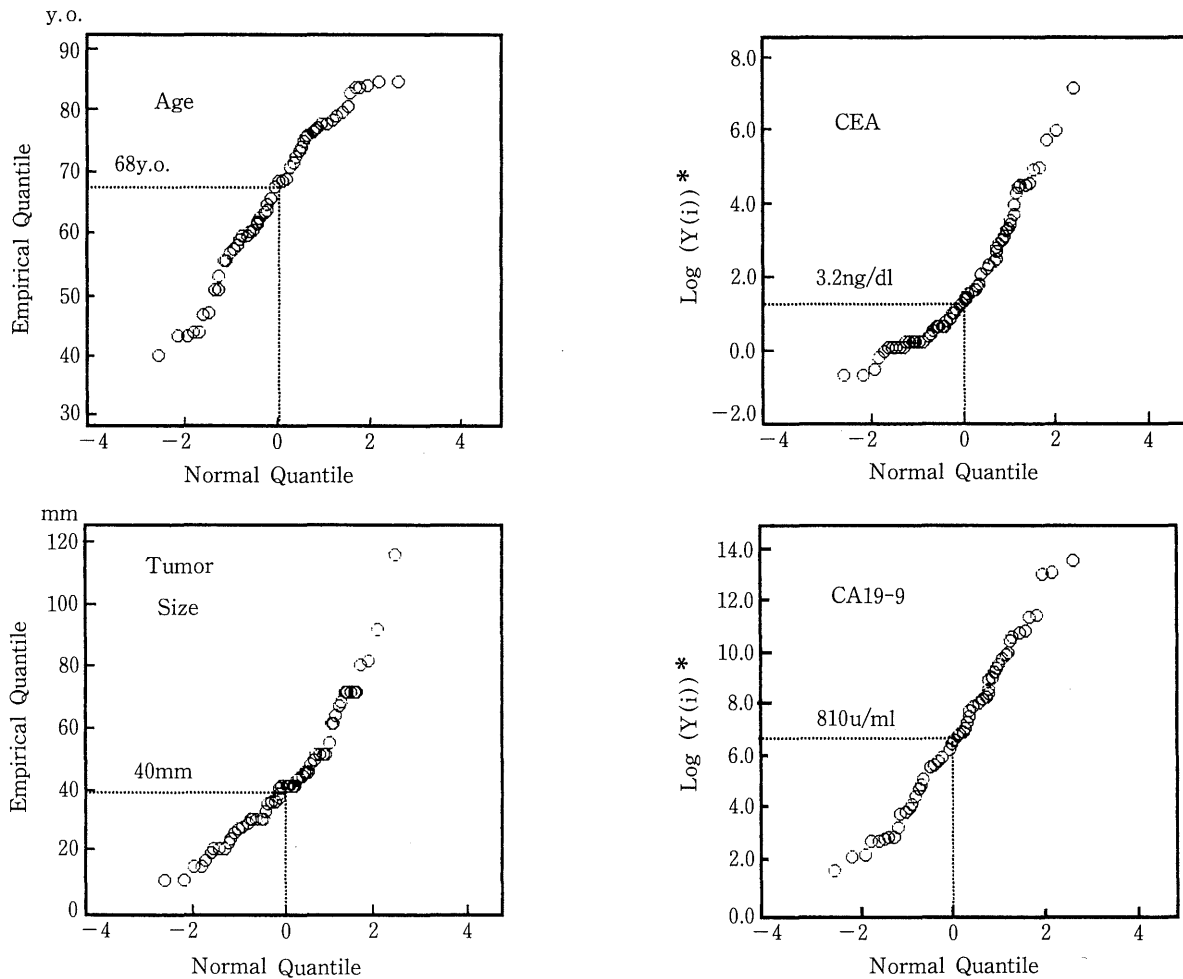 y.o.
90
80
70
60
50
40
30
Empirical Quantile
Age
68y.o.
−4 −2 0 2 4
Normal Quantile
8.0
6.0
4.0
2.0
0.0
−2.0
Log (Y(i))*
CEA
3.2ng/dl
−4 −2 0 2 4
Normal Quantile
mm
120
100
80
60
40
20
0
Empirical Quantile
Tumor
Size
40mm
−4 −2 0 2 4
Normal Quantile
14.0
12.0
10.0
8.0
6.0
4.0
2.0
0.0
Log (Y(i))*
CA19-9
810u/ml
−4 −2 0 2 4
Normal Quantile